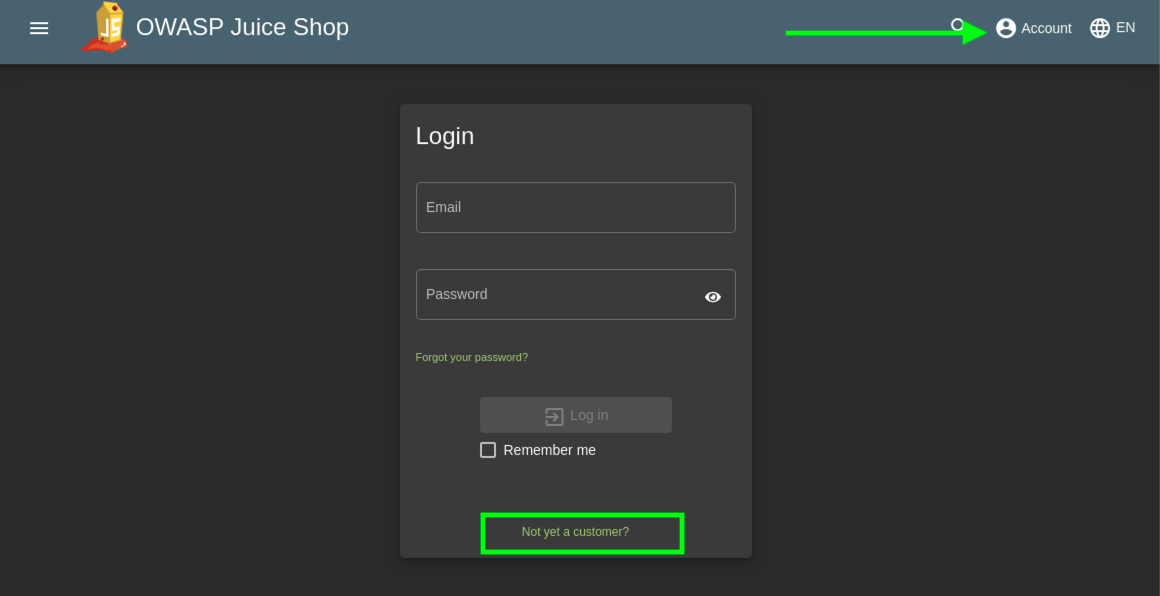 OWASP Juice Shop
Account
EN
Login
Email
Password
Forgot your password?
Log in
Remember me
Not yet a customer?